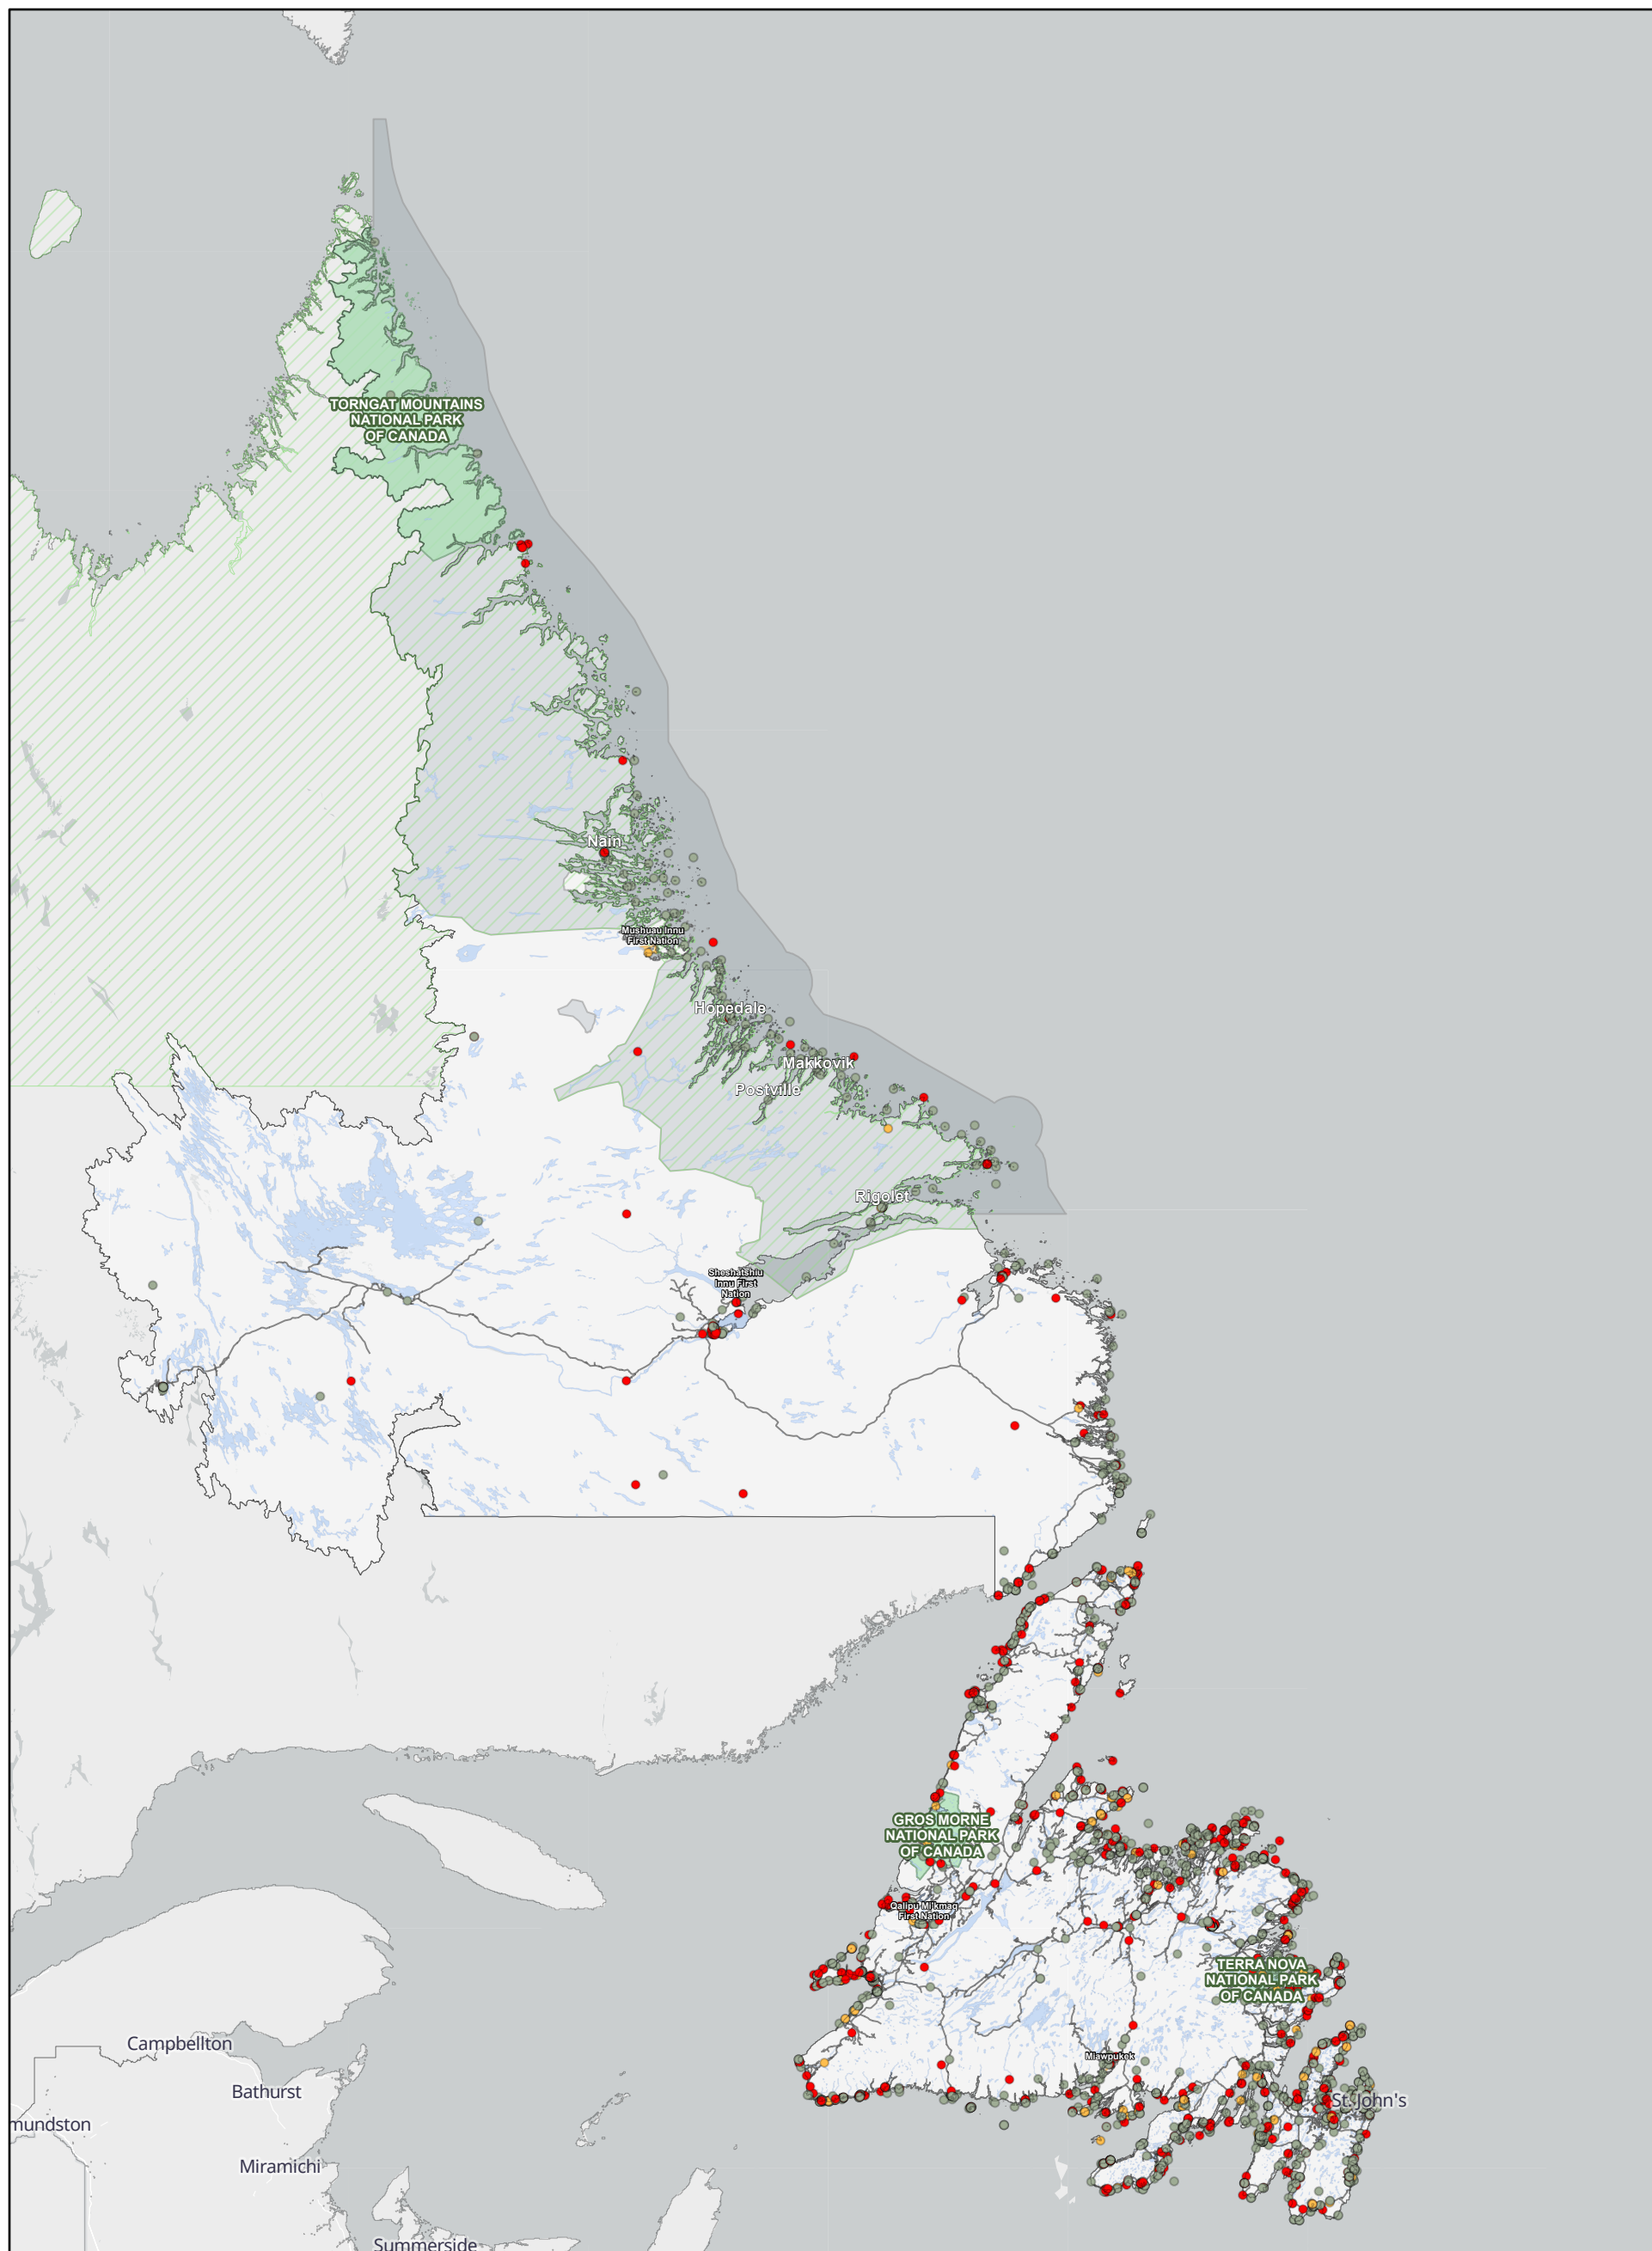 TORNGAT MOUNTAINS
NATIONAL PARK
OF CANADA
Nain
Mushuau Innu
First Nation
Hopedale
Makkovik
Postville
Rigolet
Sheshatshiu
Innu First
Nation
GROS MORNE
NATIONAL PARK
OF CANADA
Qalipu Mi'kmaq
First Nation
TERRA NOVA
NATIONAL PARK
OF CANADA
Campbellton
Miawpukek
Bathurst
St. John's
mundston
Miramichi
Summerside